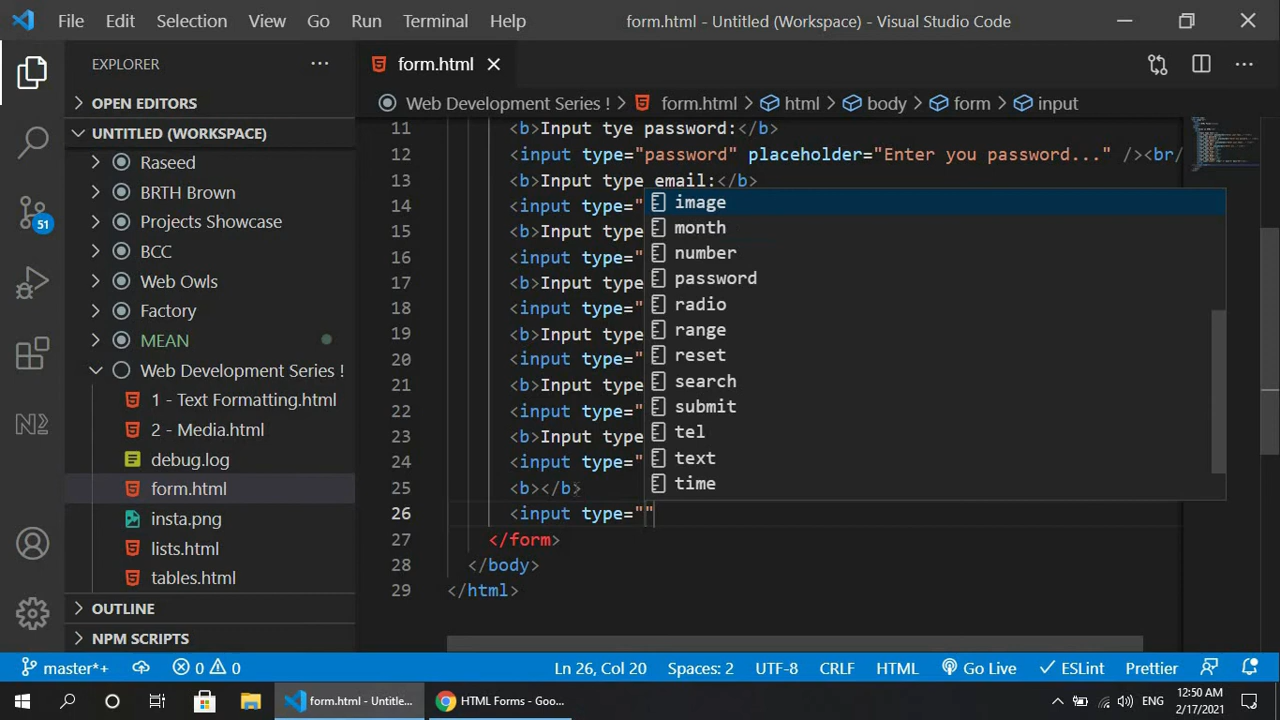 File Edit Selection View Go Run Terminal Help form.html - Untitled (Workspace) - Visual Studio Code
EXPLORER ···
form.html
OPEN EDITORS
Web Development Series ! > form.html > html > body > form > input
UNTITLED (WORKSPACE)
Raseed
BRTH Brown
Projects Showcase
BCC
Web Owls
Factory
MEAN
Web Development Series !
1 - Text Formatting.html
2 - Media.html
debug.log
form.html
insta.png
lists.html
tables.html
OUTLINE
NPM SCRIPTS
51
11 <b>Input tye password:</b>
12 <input type="password" placeholder="Enter you password..." /><br/
13 <b>Input type email:</b>
14 <input type="
15 <b>Input type
16 <input type="
17 <b>Input type
18 <input type="
19 <b>Input type
20 <input type="
21 <b>Input type
22 <input type="
23 <b>Input type
24 <input type="
25 <b></b>
26 <input type=""
27 </form>
28 </body>
29 </html>
image
month
number
password
radio
range
reset
search
submit
tel
text
time
master*+ 0 0 Ln 26, Col 20 Spaces: 2 UTF-8 CRLF HTML Go Live ESLint Prettier
form.html - Untitle... HTML Forms - Goo... ENG 12:50 AM
2/17/2021